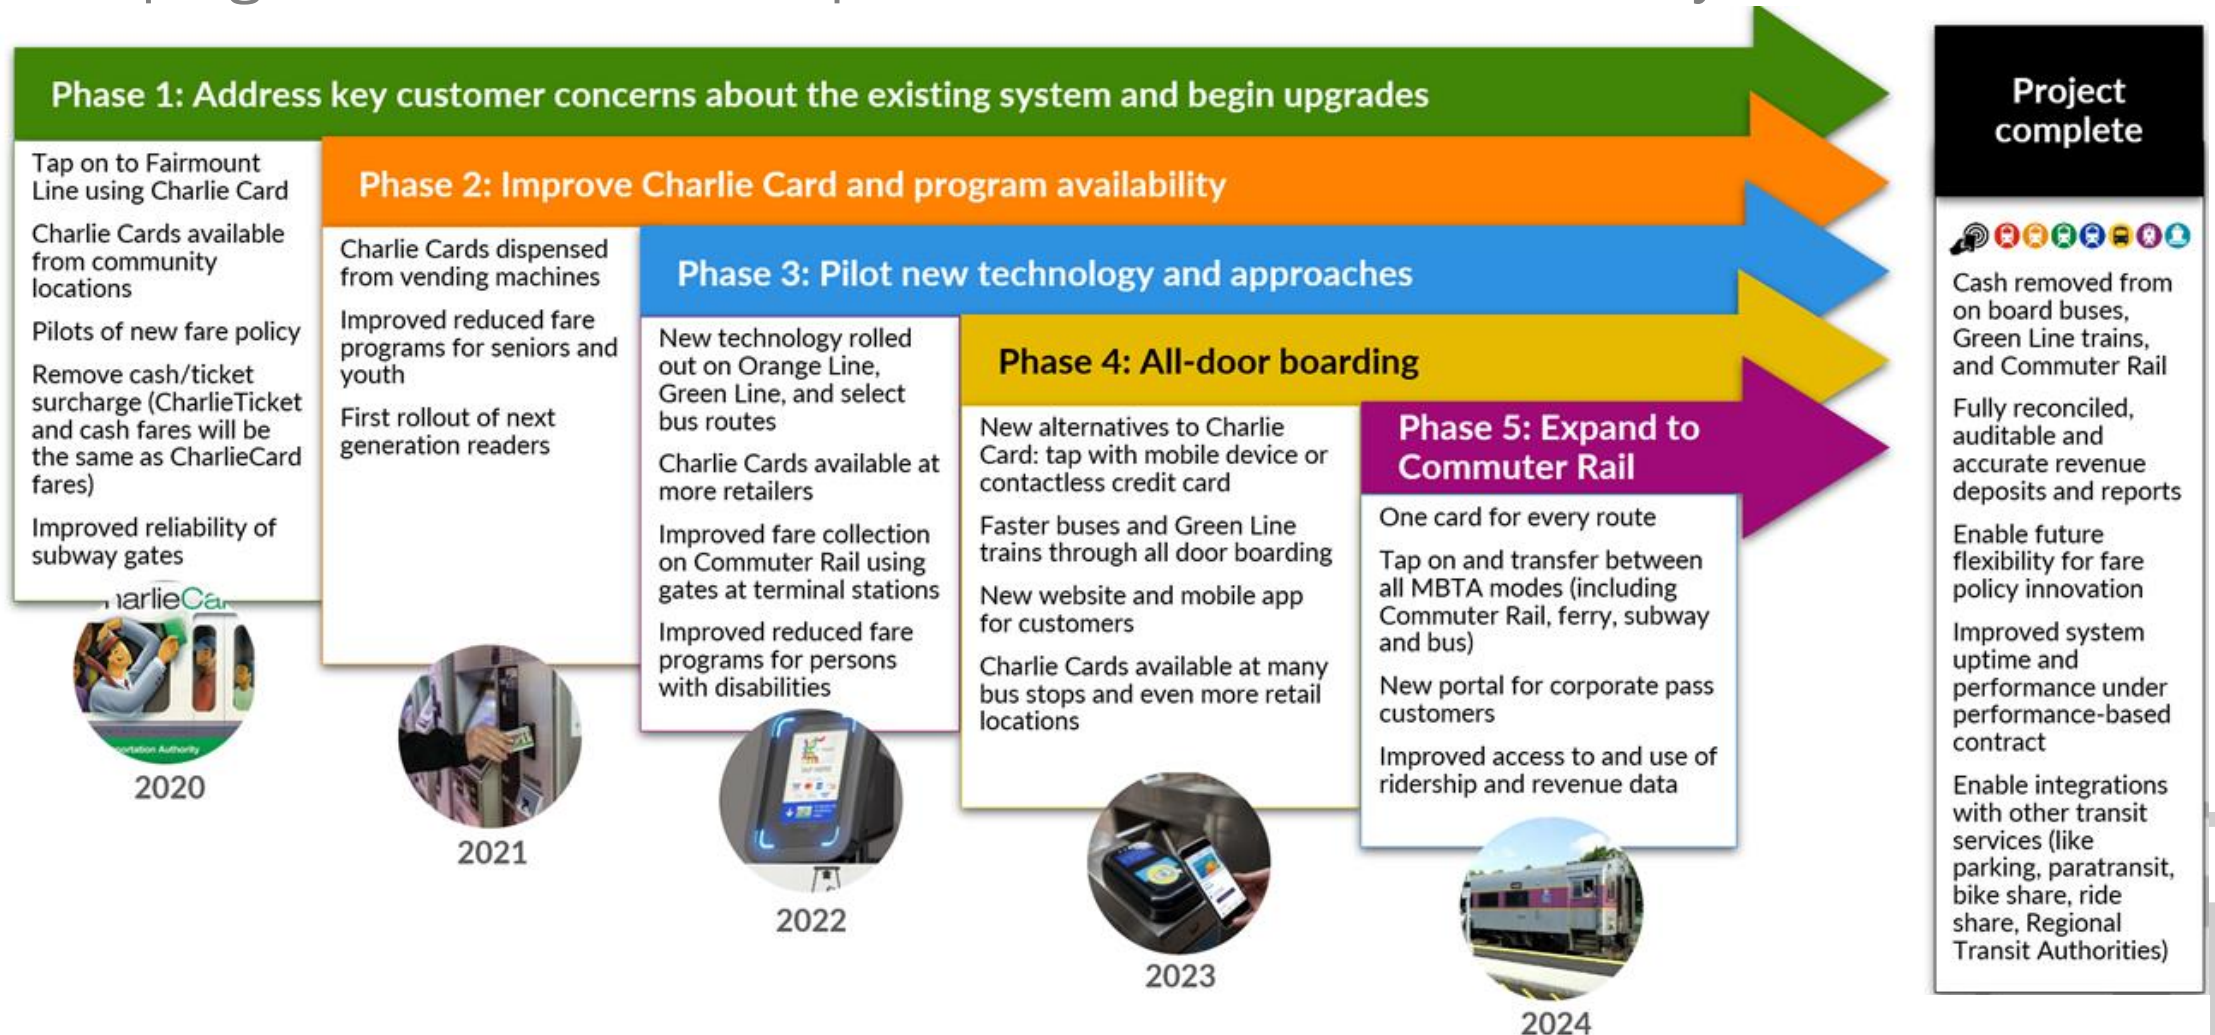 Phase 1: Address key customer concerns about the existing system and begin upgrades
Tap on to Fairmount
Line using Charlie Card
Charlie Cards available
from community
locations
Pilots of new fare policy
Remove cash/ticket
surcharge (CharlieTicket
and cash fares will be
the same as CharlieCard
fares)
Improved reliability of
subway gates
2020
Phase 2: Improve Charlie Card and program availability
Charlie Cards dispensed
from vending machines
Improved reduced fare
programs for seniors and
youth
First rollout of next
generation readers
2021
Phase 3: Pilot new technology and approaches
New technology rolled
out on Orange Line,
Green Line, and select
bus routes
Charlie Cards available at
more retailers
Improved fare collection
on Commuter Rail using
gates at terminal stations
Improved reduced fare
programs for persons
with disabilities
2022
Phase 4: All-door boarding
New alternatives to Charlie
Card: tap with mobile device or
contactless credit card
Faster buses and Green Line
trains through all door boarding
New website and mobile app
for customers
Charlie Cards available at many
bus stops and even more retail
locations
2023
Phase 5: Expand to
Commuter Rail
One card for every route
Tap on and transfer between
all MBTA modes (including
Commuter Rail, ferry, subway
and bus)
New portal for corporate pass
customers
Improved access to and use of
ridership and revenue data
2024
Project
complete
Cash removed from
on board buses,
Green Line trains,
and Commuter Rail
Fully reconciled,
auditable and
accurate revenue
deposits and reports
Enable future
flexibility for fare
policy innovation
Improved system
uptime and
performance under
performance-based
contract
Enable integrations
with other transit
services (like
parking, paratransit,
bike share, ride
share, Regional
Transit Authorities)